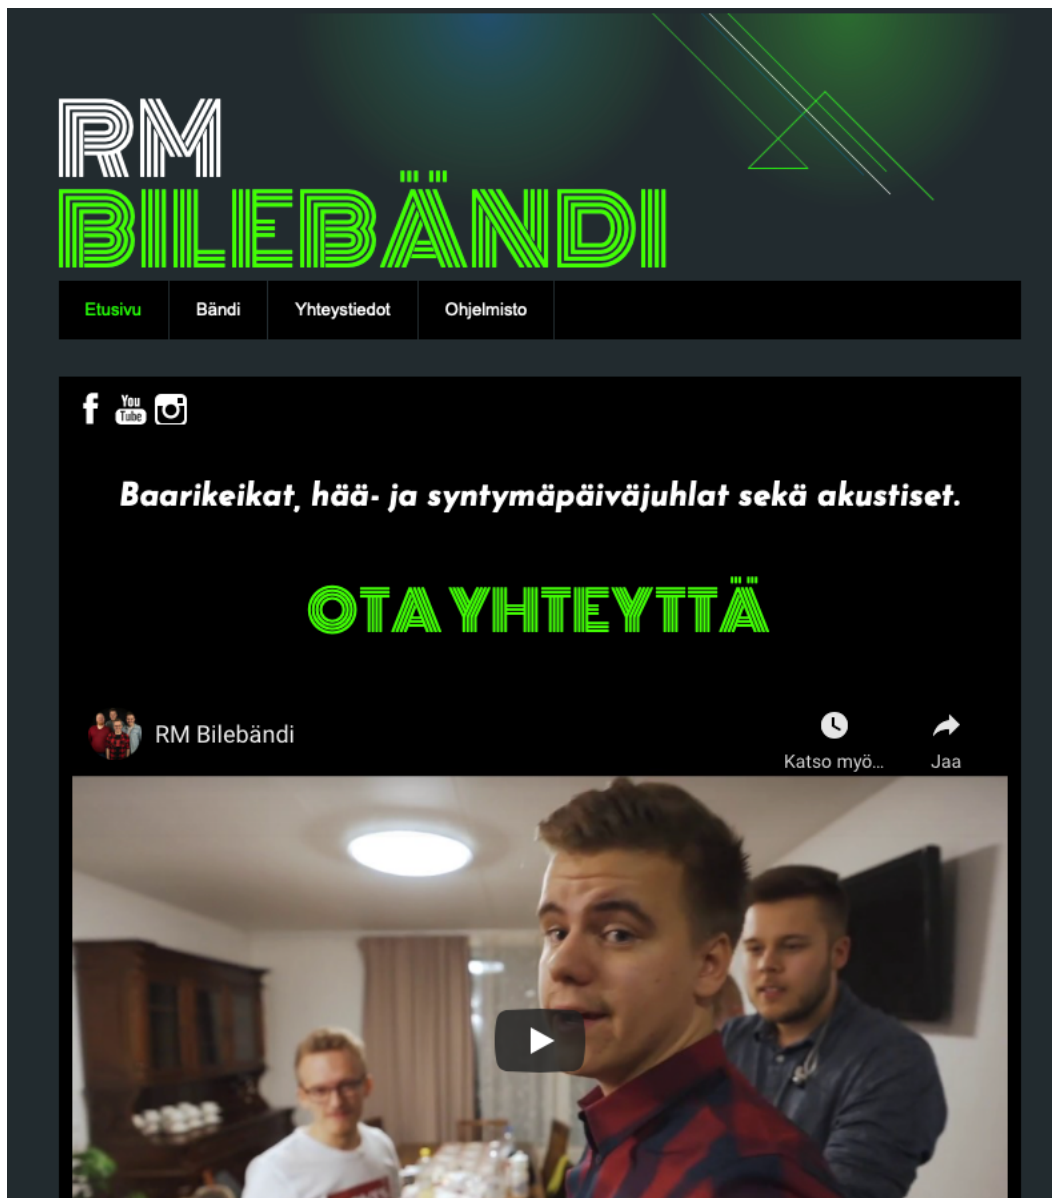 RM
BILEBÄNDI
Etusivu Bändi Yhteystiedot Ohjelmisto
f You Tube
Baarikeikat, hää- ja syntymäpäiväjuhlat sekä akustiset.
OTA YHTEYTTÄ
RM Bilebändi
Katso myö... Jaa